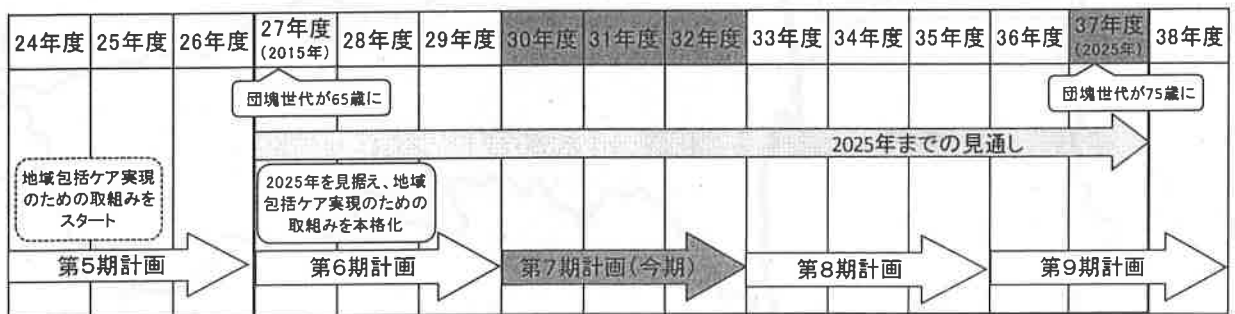 24年度 25年度 26年度 27年度 28年度 29年度 30年度 31年度 32年度 33年度 34年度 35年度 36年度 37年度 38年度
(2015年) (2025年)
団塊世代が65歳に
団塊世代が75歳に
2025年までの見通し
地域包括ケア実現
のための取組みを
スタート
2025年を見据え、地域
包括ケア実現のための
取組みを本格化
第5期計画 第6期計画 第7期計画(今期) 第8期計画 第9期計画